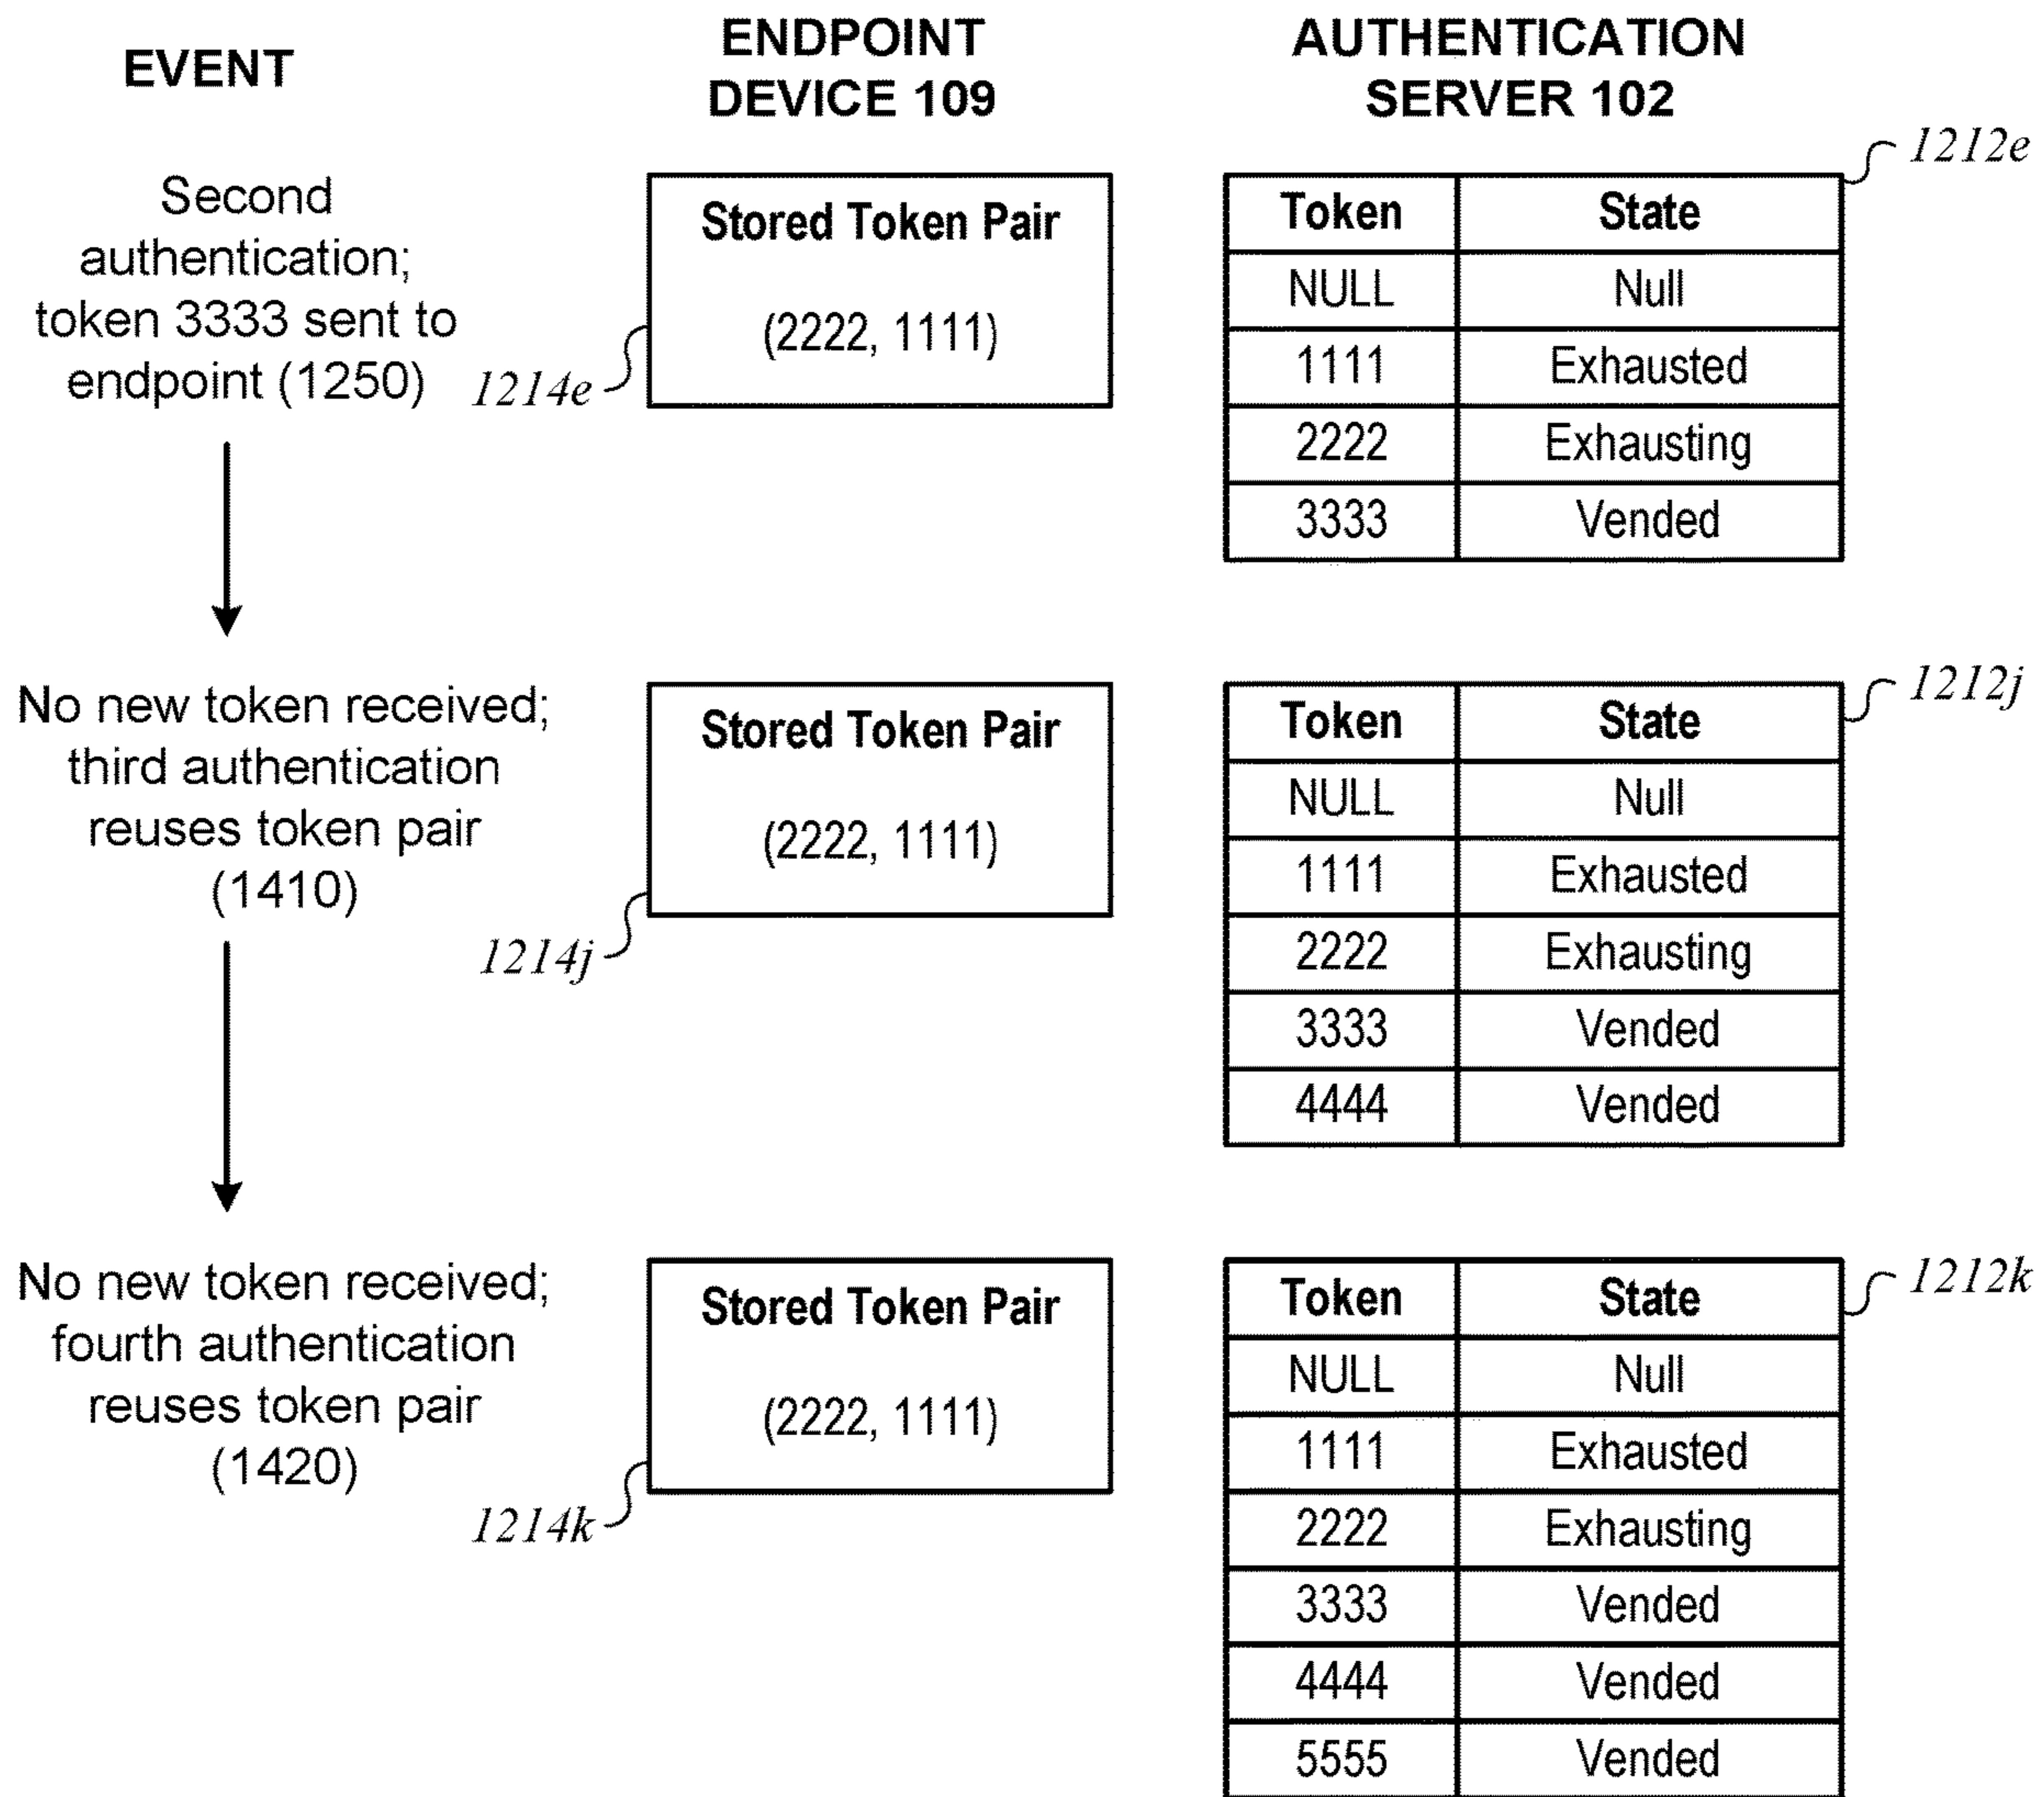 EVENT
ENDPOINT
DEVICE 109
AUTHENTICATION
SERVER 102
Second
authentication;
token 3333 sent to
endpoint (1250)
1214e
Stored Token Pair
(2222, 1111)
1212e
Token State
NULL Null
1111 Exhausted
2222 Exhausting
3333 Vended
No new token received;
third authentication
reuses token pair
(1410)
1214j
Stored Token Pair
(2222, 1111)
1212j
Token State
NULL Null
1111 Exhausted
2222 Exhausting
3333 Vended
4444 Vended
No new token received;
fourth authentication
reuses token pair
(1420)
1214k
Stored Token Pair
(2222, 1111)
1212k
Token State
NULL Null
1111 Exhausted
2222 Exhausting
3333 Vended
4444 Vended
5555 Vended